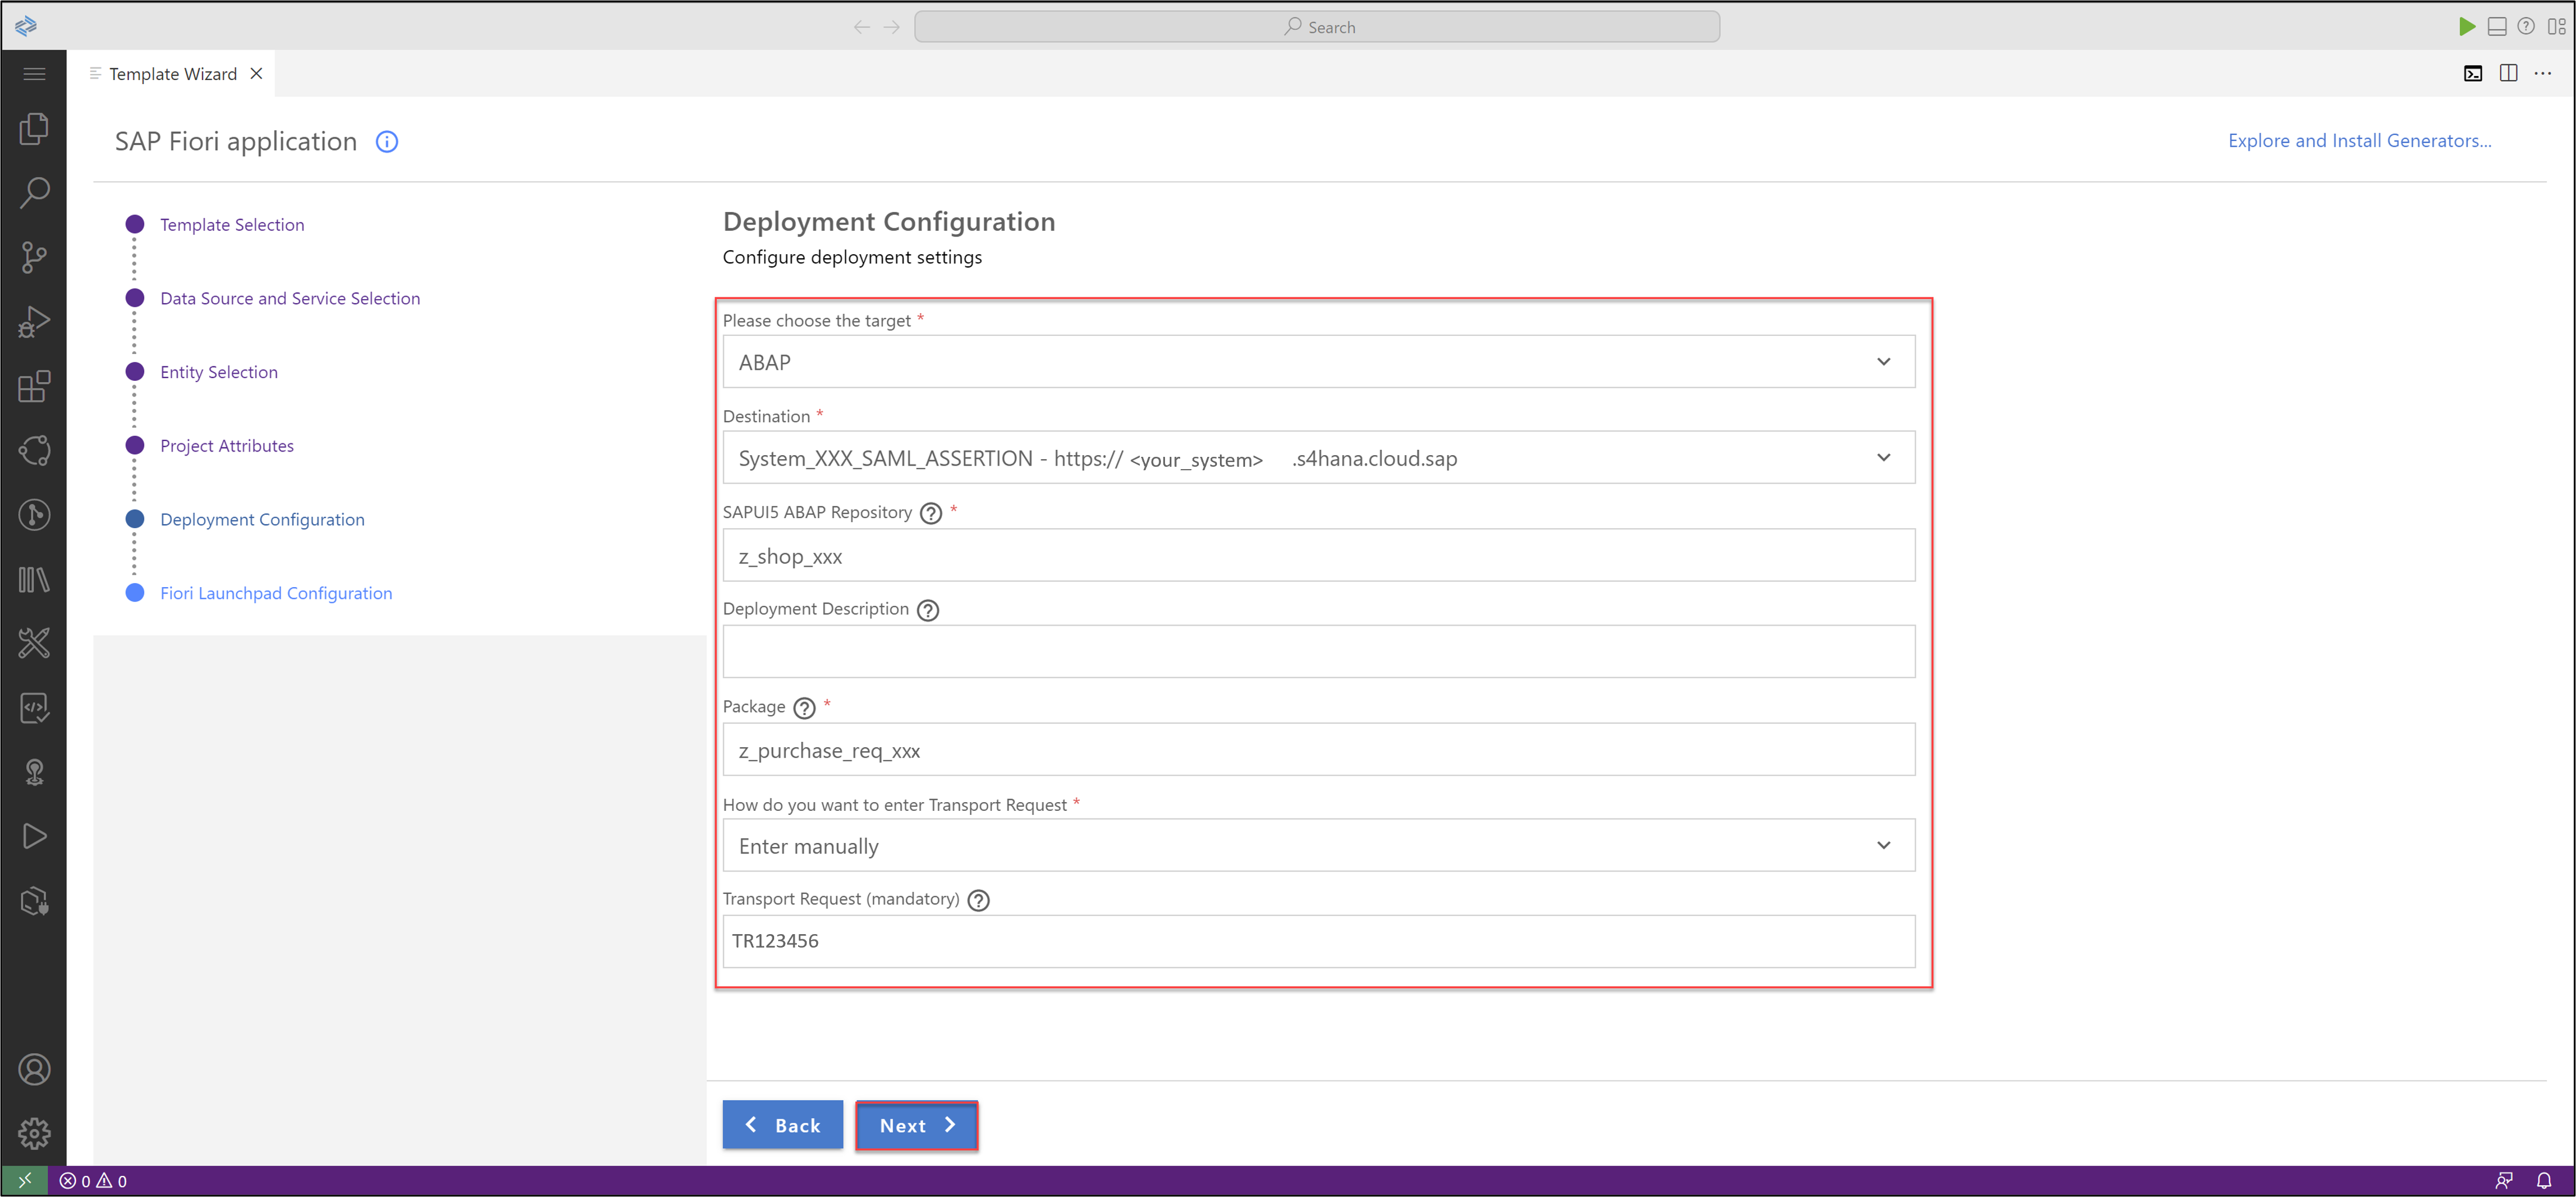 Search
Template Wizard
SAP Fiori application
Explore and Install Generators...
Template Selection
Data Source and Service Selection
Entity Selection
Project Attributes
Deployment Configuration
Fiori Launchpad Configuration
Deployment Configuration
Configure deployment settings
Please choose the target *
ABAP
Destination *
System_XXX_SAML_ASSERTION - https:// <your_system> .s4hana.cloud.sap
SAPUI5 ABAP Repository ? *
z_shop_xxx
Deployment Description ?
Package ? *
z_purchase_req_xxx
How do you want to enter Transport Request *
Enter manually
Transport Request (mandatory) ?
TR123456
Back Next
0 0